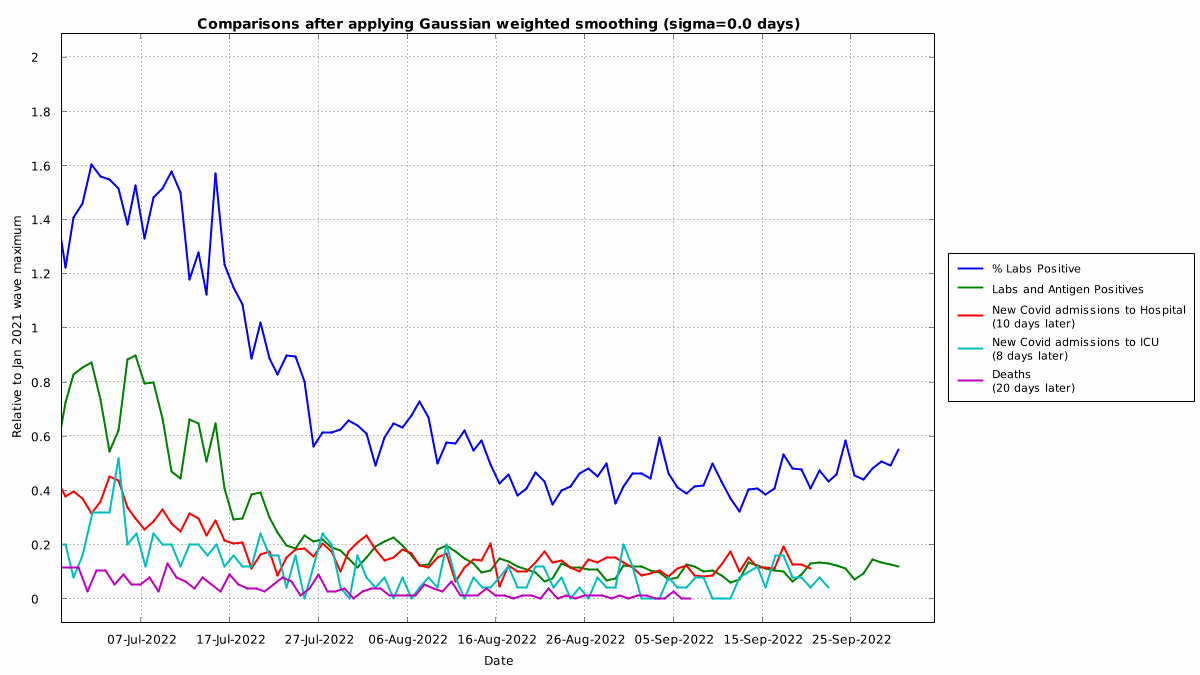 Comparisons after applying Gaussian weighted smoothing (sigma=0.0 days)
Relative to Jan 2021 wave maximum
2
1.8
1.6
1.4
1.2
1
0.8
0.6
0.4
0.2
0
07-Jul-2022
17-Jul-2022
27-Jul-2022
06-Aug-2022
16-Aug-2022
26-Aug-2022
05-Sep-2022
15-Sep-2022
25-Sep-2022
Date
% Labs Positive
Labs and Antigen Positives
New Covid admissions to Hospital
(10 days later)
New Covid admissions to ICU
(8 days later)
Deaths
(20 days later)